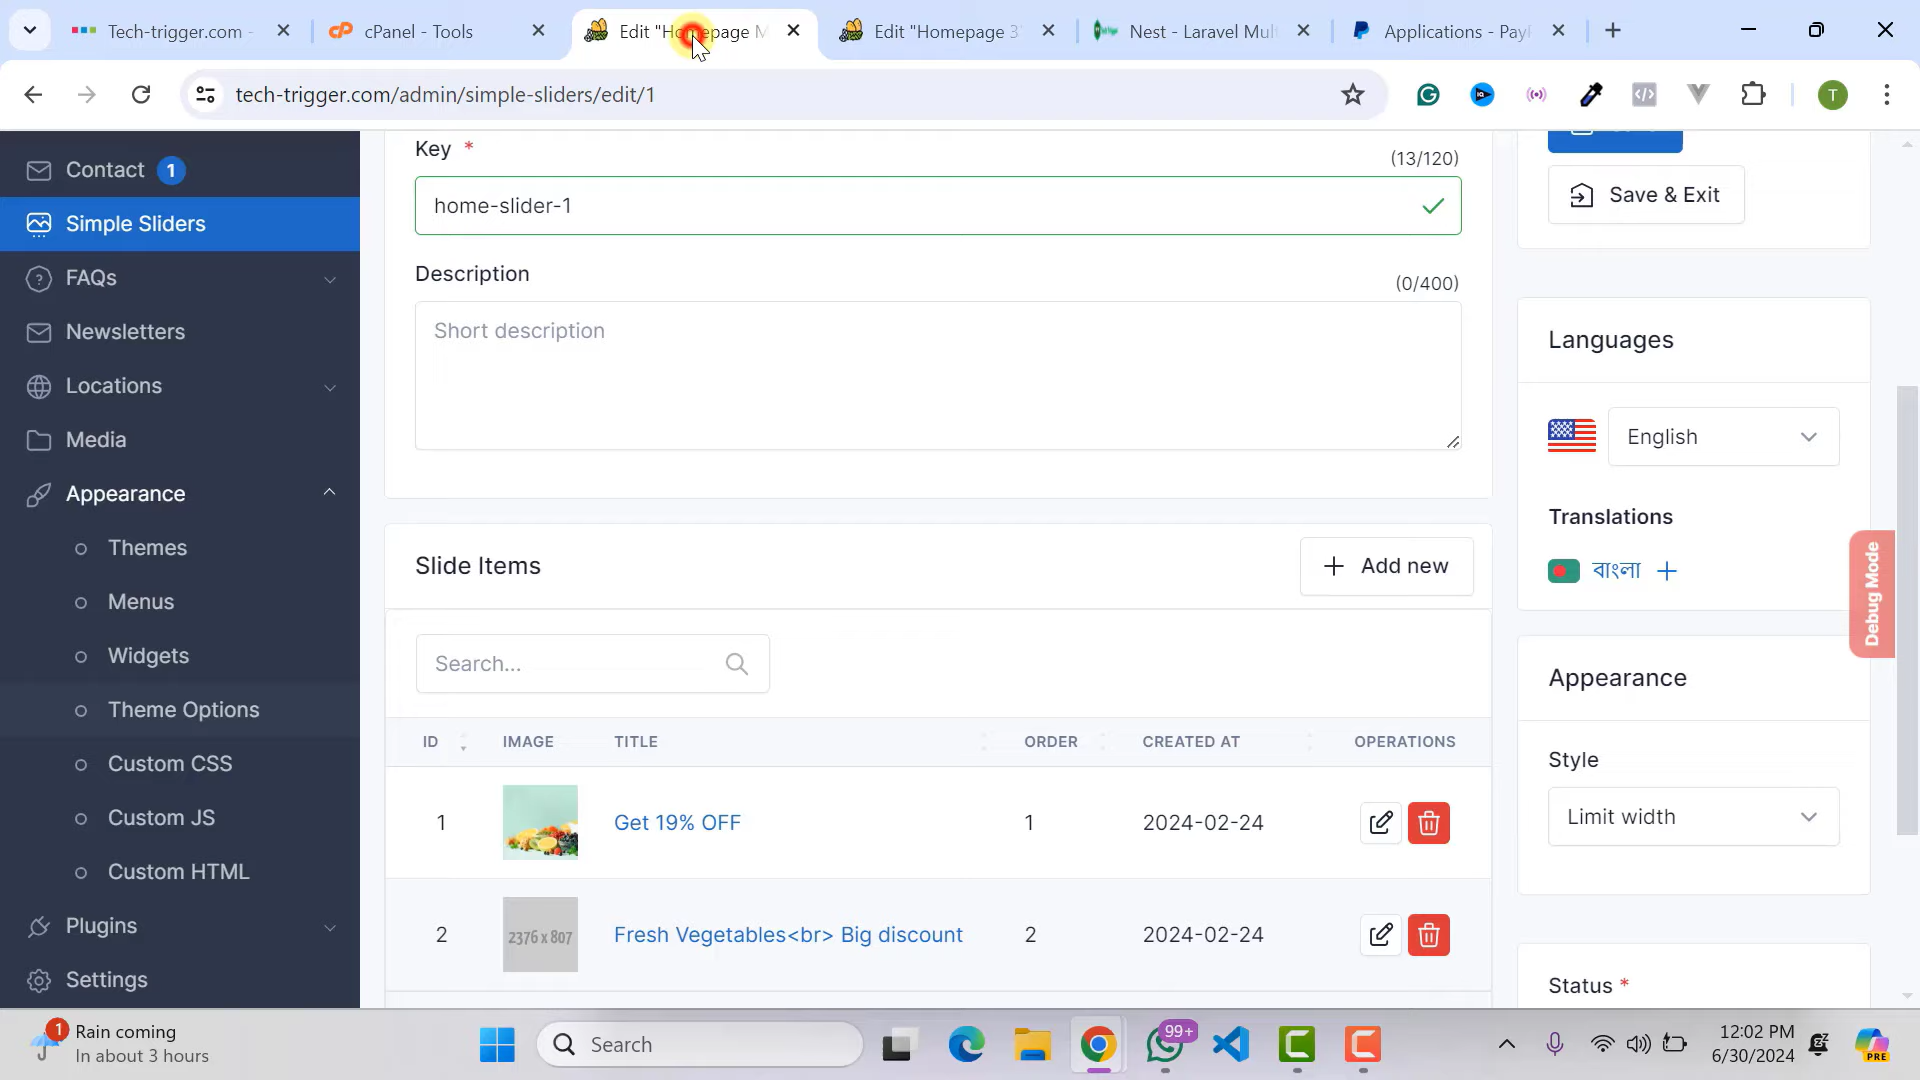 Tech-trigger.com -
cPanel - Tools
Edit "Homepage M
Edit "Homepage 3"
Nest - Laravel Mul
Applications - Pay
tech-trigger.com/admin/simple-sliders/edit/1
T
Contact 1
Simple Sliders
FAQs
Newsletters
Locations
Media
Appearance
Themes
Menus
Widgets
Theme Options
Custom CSS
Custom JS
Custom HTML
Plugins
Settings
Key *
(13/120)
home-slider-1
Description
(0/400)
Short description
Slide Items
Add new
Search...
ID IMAGE TITLE ORDER CREATED AT OPERATIONS
1 Get 19% OFF 1 2024-02-24
2 2376 x 807 Fresh Vegetables<br> Big discount 2 2024-02-24
Save & Exit
Languages
English
Translations
বাংলা
Debug Mode
Appearance
Style
Limit width
Status *
1
Rain coming
In about 3 hours
Search
99+
12:02 PM
6/30/2024
PRE